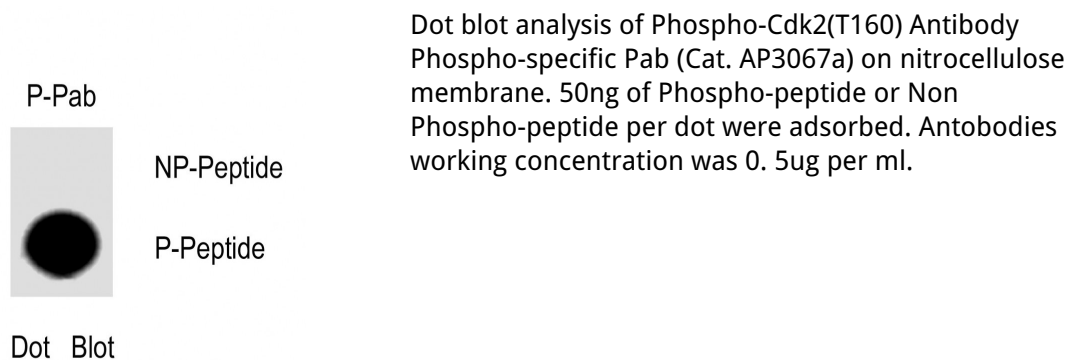 P-Pab
NP-Peptide
P-Peptide
Dot Blot
Dot blot analysis of Phospho-Cdk2(T160) Antibody
Phospho-specific Pab (Cat. AP3067a) on nitrocellulose
membrane. 50ng of Phospho-peptide or Non
Phospho-peptide per dot were adsorbed. Antobodies
working concentration was 0. 5ug per ml.